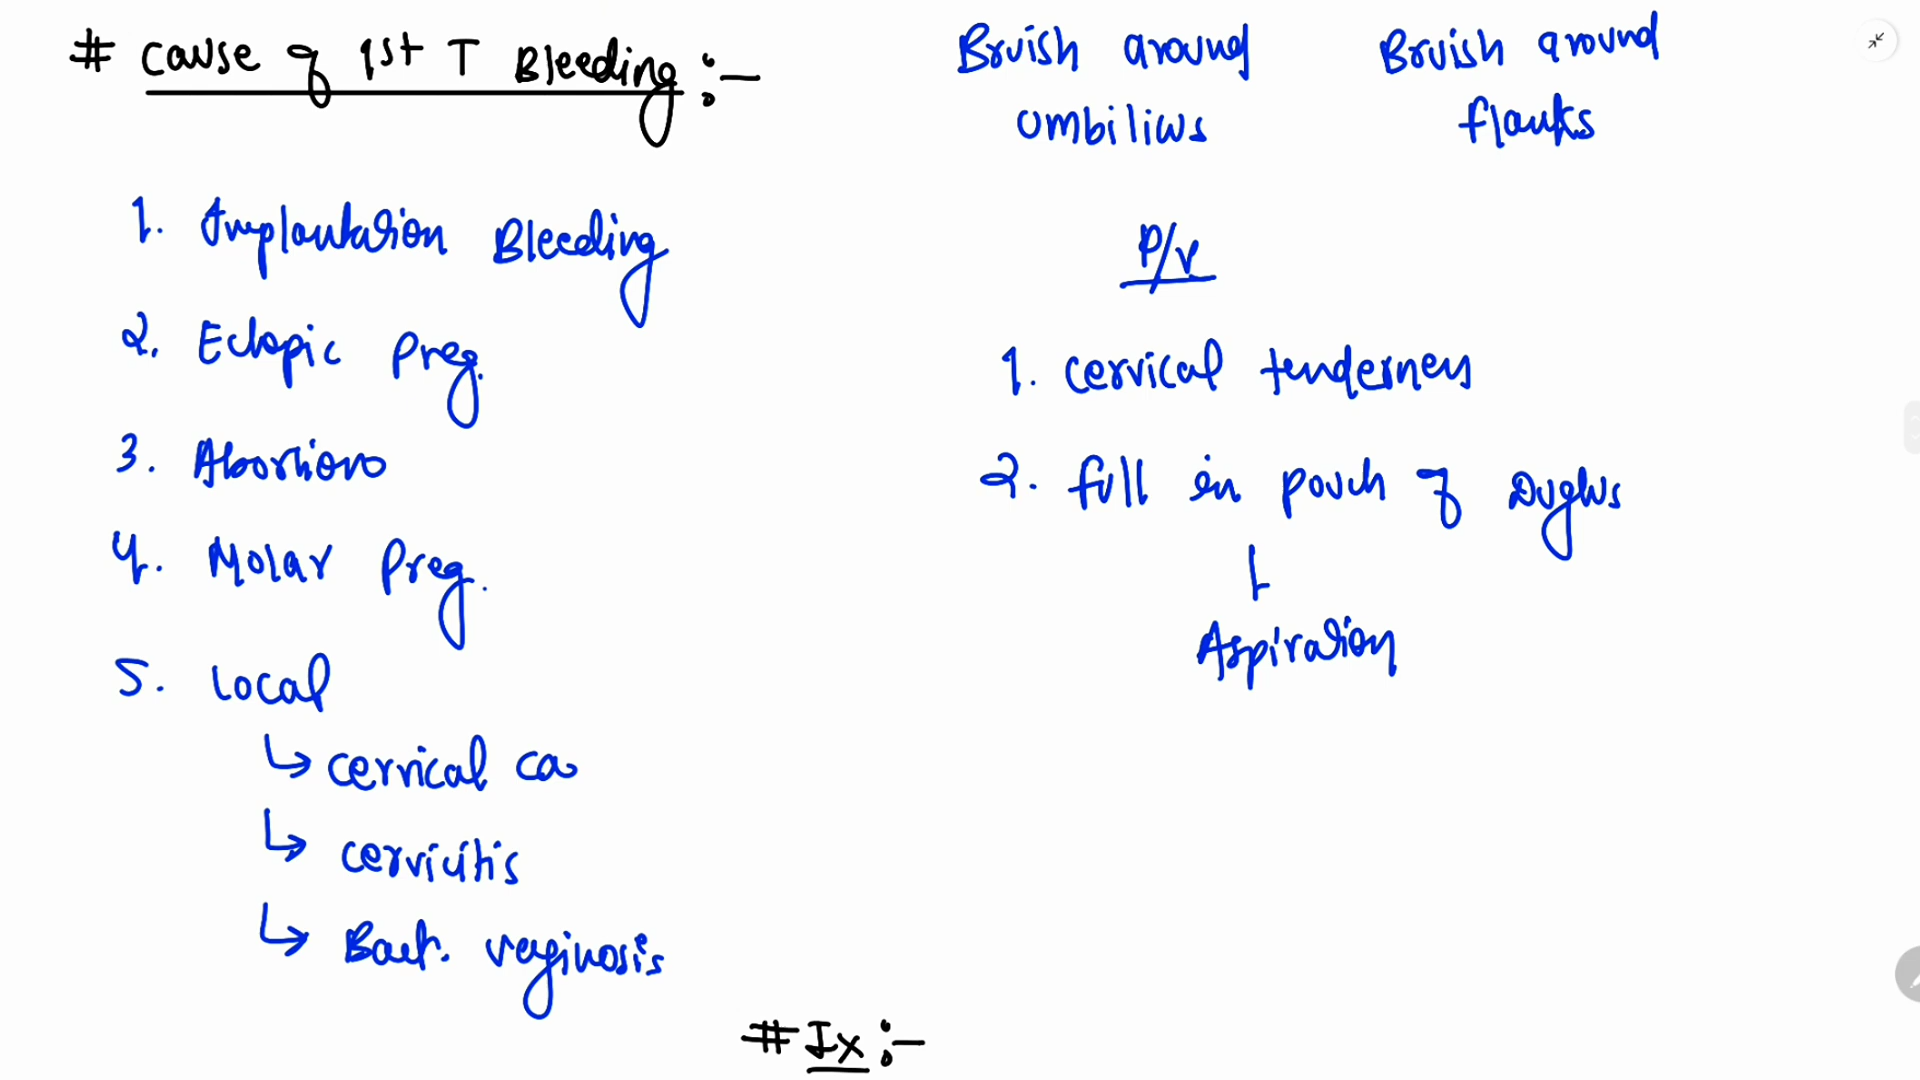 # Cause of 1st T Bleeding :-
1. Implantation Bleeding
2. Ectopic Preg.
3. Abortion
4. Molar Preg.
5. Local
↳ cervical ca
↳ cervicitis
↳ Bact. vaginosis
Bruish around
umbilicus
Bruish around
flanks
P/v
1. cervical tenderness
2. full in pouch of Duglus
Aspiration
# Ix :-